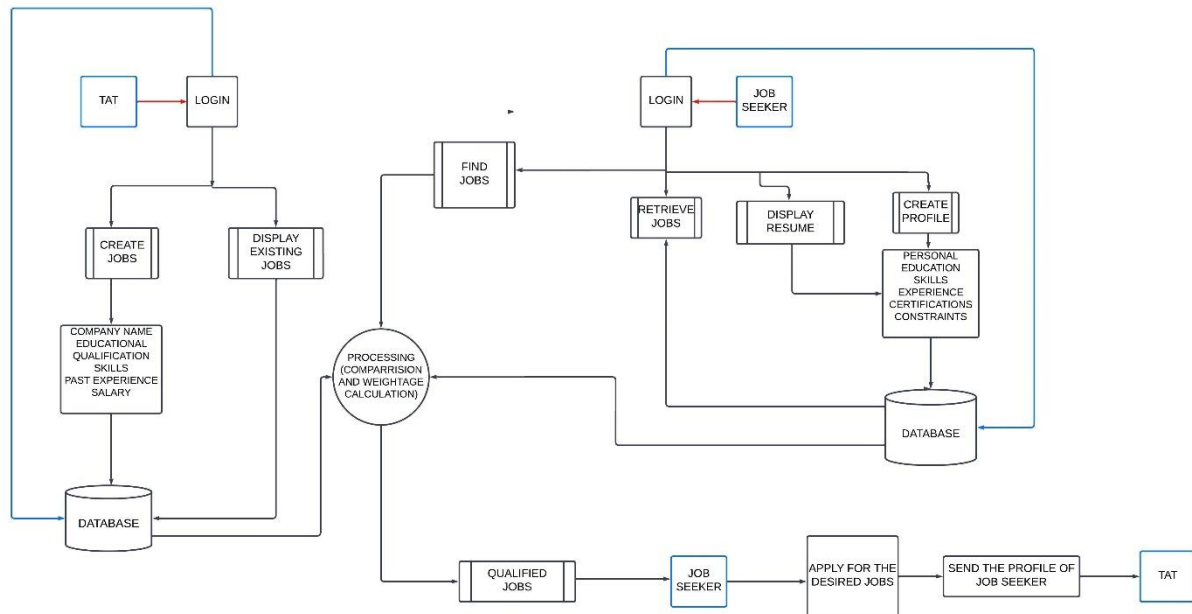 TAT
LOGIN
LOGIN
JOB
SEEKER
FIND
JOBS
RETRIEVE
JOBS
DISPLAY
RESUME
CREATE
PROFILE
CREATE
JOBS
DISPLAY
EXISTING
JOBS
PERSONAL
EDUCATION
SKILLS
EXPERIENCE
CERTIFICATIONS
CONSTRAINTS
COMPANY NAME
EDUCATIONAL
QUALIFICATION
SKILLS
PAST EXPERIENCE
SALARY
PROCESSING
(COMPARRISION
AND WEIGHTAGE
CALCULATION)
DATABASE
DATABASE
QUALIFIED
JOBS
JOB
SEEKER
APPLY FOR THE
DESIRED JOBS
SEND THE PROFILE OF
JOB SEEKER
TAT